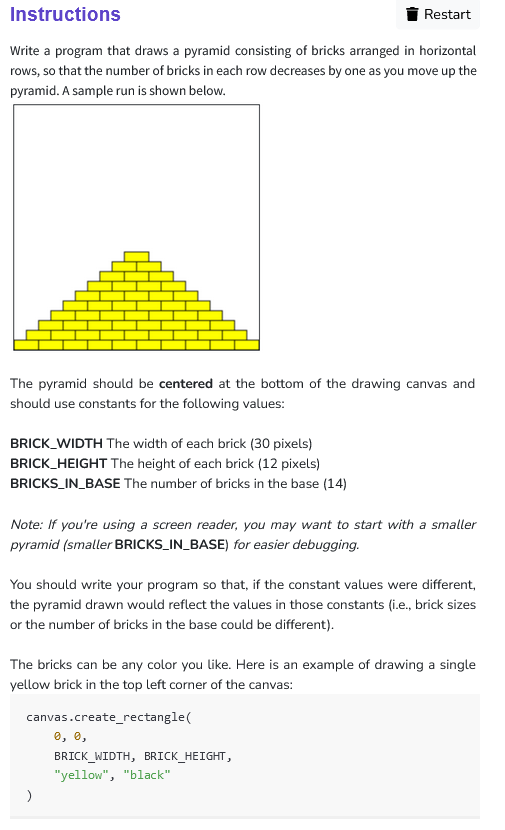 Instructions
Restart
Write a program that draws a pyramid consisting of bricks arranged in horizontal
rows, so that the number of bricks in each row decreases by one as you move up the
pyramid. A sample run is shown below.
The pyramid should be centered at the bottom of the drawing canvas and
should use constants for the following values:
BRICK_WIDTH The width of each brick (30 pixels)
BRICK_HEIGHT The height of each brick (12 pixels)
BRICKS_IN_BASE The number of bricks in the base (14)
Note: If you're using a screen reader, you may want to start with a smaller
pyramid (smaller BRICKS_IN_BASE) for easier debugging.
You should write your program so that, if the constant values were different,
the pyramid drawn would reflect the values in those constants (i.e., brick sizes
or the number of bricks in the base could be different).
The bricks can be any color you like. Here is an example of drawing a single
yellow brick in the top left corner of the canvas:
canvas.create_rectangle(
0, 0,
BRICK_WIDTH, BRICK_HEIGHT,
"yellow", "black"
)